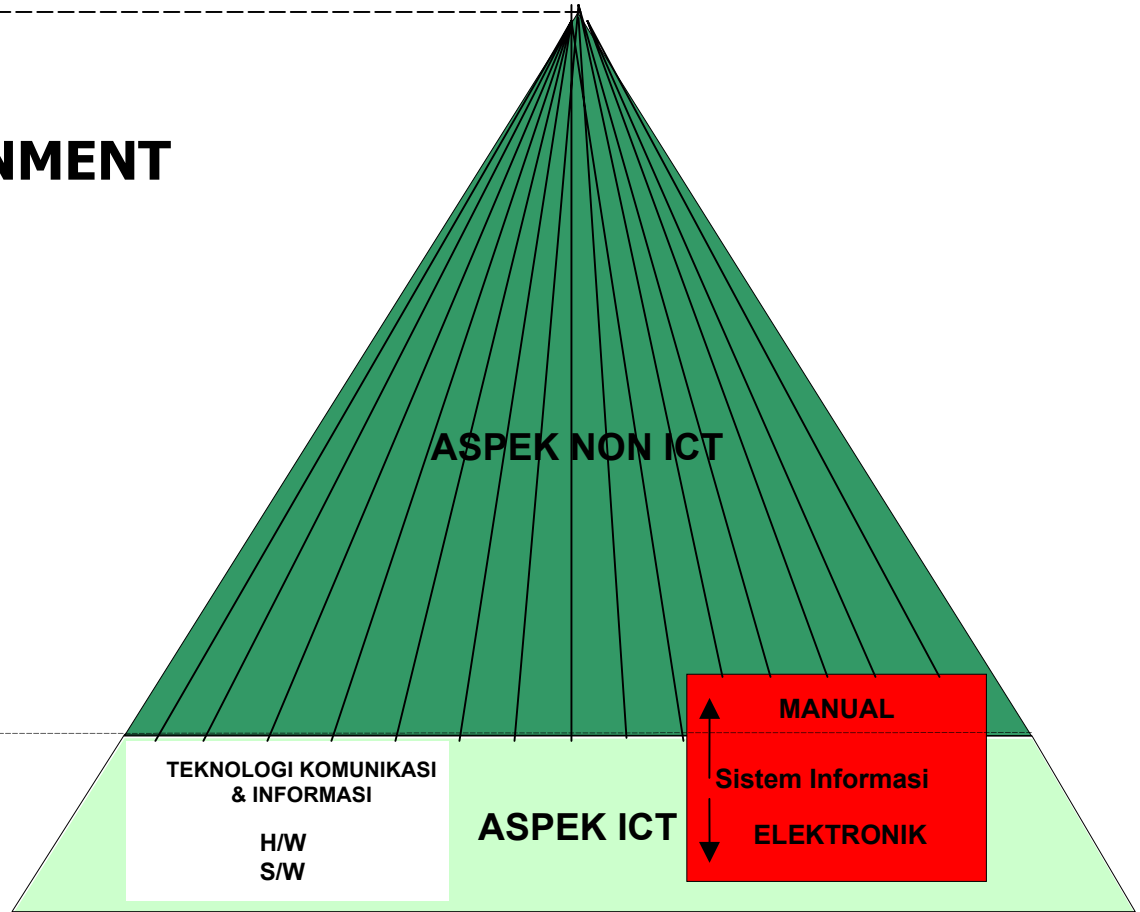 NMENT
ASPEK NON ICT
MANUAL
TEKNOLOGI KOMUNIKASI
& INFORMASI
Sistem Informasi
ASPEK ICT
ELEKTRONIK
H/W
S/W